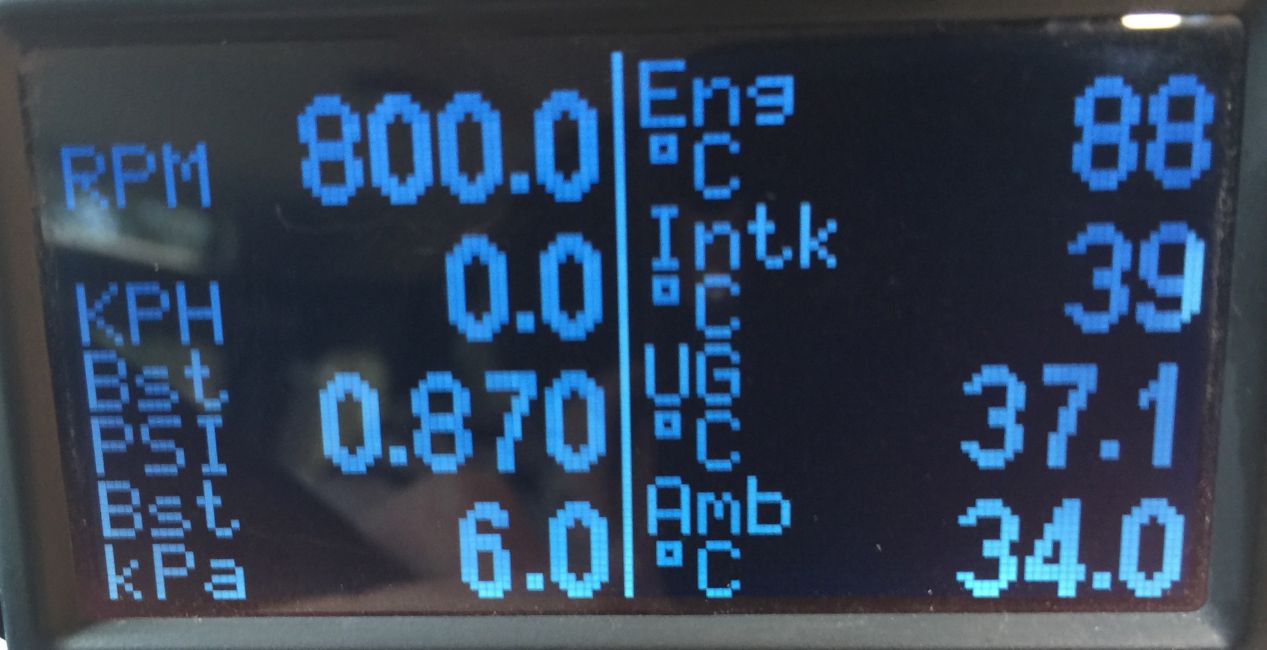 RPM 800.0
KPH 0.0
Bst
PSI 0.870
Bst
kPa 6.0
Eng
°C 88
Intk
°C 39
UG
°C 37.1
Amb
°C 34.0